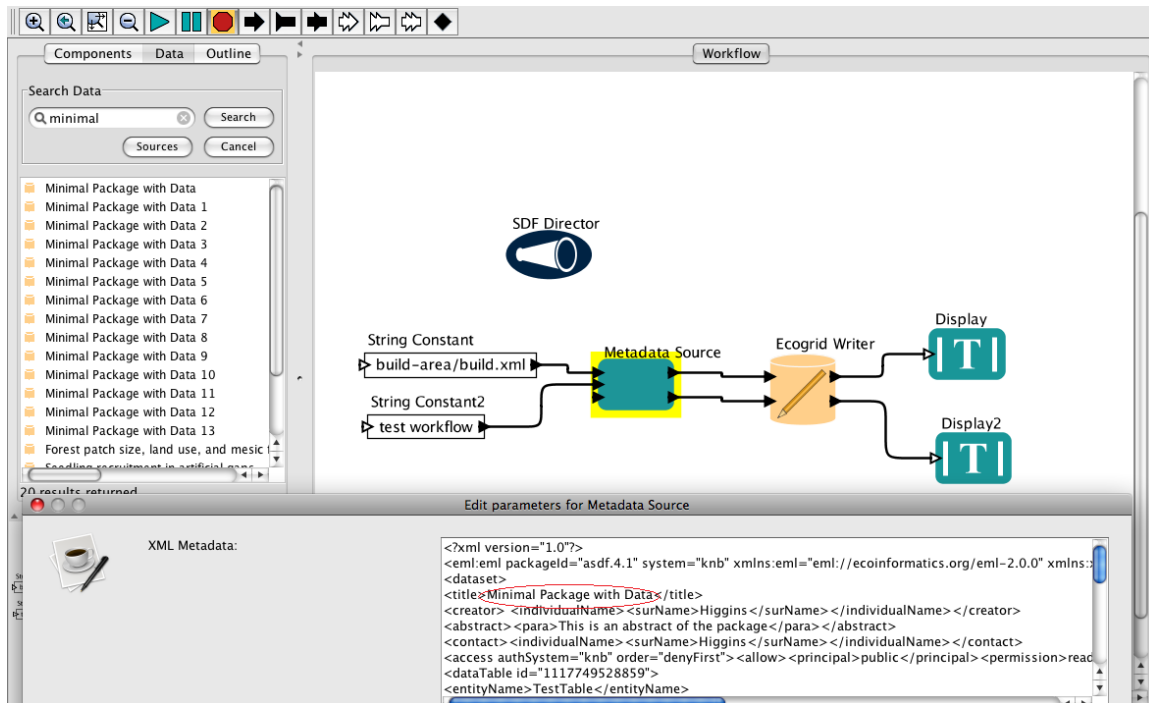 Components Data Outline
Workflow
Search Data
minimal
Search
Sources
Cancel
Minimal Package with Data
Minimal Package with Data 1
Minimal Package with Data 2
Minimal Package with Data 3
Minimal Package with Data 4
Minimal Package with Data 5
Minimal Package with Data 6
Minimal Package with Data 7
Minimal Package with Data 8
Minimal Package with Data 9
Minimal Package with Data 10
Minimal Package with Data 11
Minimal Package with Data 12
Minimal Package with Data 13
Forest patch size, land use, and mesic
Seedling recruitment in artificial gaps
20 results returned
SDF Director
String Constant
build-area/build.xml
String Constant2
test workflow
Metadata Source
Ecogrid Writer
Display
T
Display2
T
Edit parameters for Metadata Source
XML Metadata:
<?xml version="1.0"?>
<eml:eml packageId="asdf.4.1" system="knb" xmlns:eml="eml://ecoinformatics.org/eml-2.0.0" xmlns:
<dataset>
<title>Minimal Package with Data</title>
<creator> <individualName><surName>Higgins</surName></individualName></creator>
<abstract><para>This is an abstract of the package</para></abstract>
<contact><individualName><surName>Higgins</surName></individualName></contact>
<access authSystem="knb" order="denyFirst"><allow><principal>public</principal><permission>read
<dataTable id="1117749528859">
<entityName>TestTable</entityName>